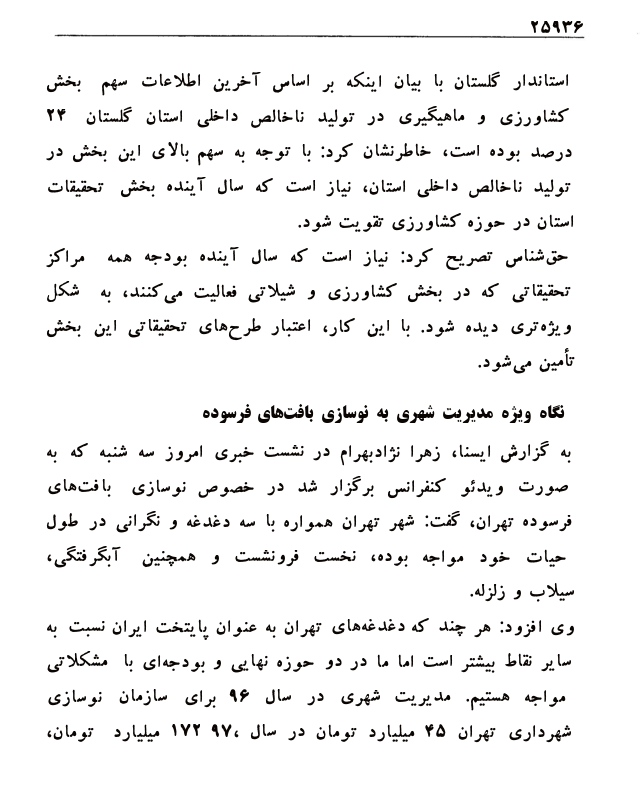 ۲۵۹۳۶
استاندار گلستان با بیان اینکه بر اساس آخرین اطلاعات سهم بخش
کشاورزی و ماهیگیری در تولید ناخالص داخلی استان گلستان ۲۴
درصد بوده است، خاطرنشان کرد: با توجه به سهم بالای این بخش در
تولید ناخالص داخلی استان، نیاز است که سال آینده بخش تحقیقات
استان در حوزه کشاورزی تقویت شود.
حق‌شناس تصریح کرد: نیاز است که سال آینده بودجه همه مراکز
تحقیقاتی که در بخش کشاورزی و شیلاتی فعالیت می‌کنند، به شکل
ویژه‌تری دیده شود. با این کار، اعتبار طرح‌های تحقیقاتی این بخش
تأمین می‌شود.
نگاه ویژه مدیریت شهری به نوسازی بافت‌های فرسوده
به گزارش ایسنا، زهرا نژادبهرام در نشست خبری امروز سه شنبه که به
صورت ویدئو کنفرانس برگزار شد در خصوص نوسازی بافت‌های
فرسوده تهران، گفت: شهر تهران همواره با سه دغدغه و نگرانی در طول
حیات خود مواجه بوده، نخست فرونشست و همچنین آبگرفتگی،
سیلاب و زلزله.
وی افزود: هر چند که دغدغه‌های تهران به عنوان پایتخت ایران نسبت به
سایر نقاط بیشتر است اما ما در دو حوزه نهایی و بودجه‌ای با مشکلاتی
مواجه هستیم. مدیریت شهری در سال ۹۶ برای سازمان نوسازی
شهرداری تهران ۴۵ میلیارد تومان در سال ،۹۷ ۱۷۲ میلیارد تومان،